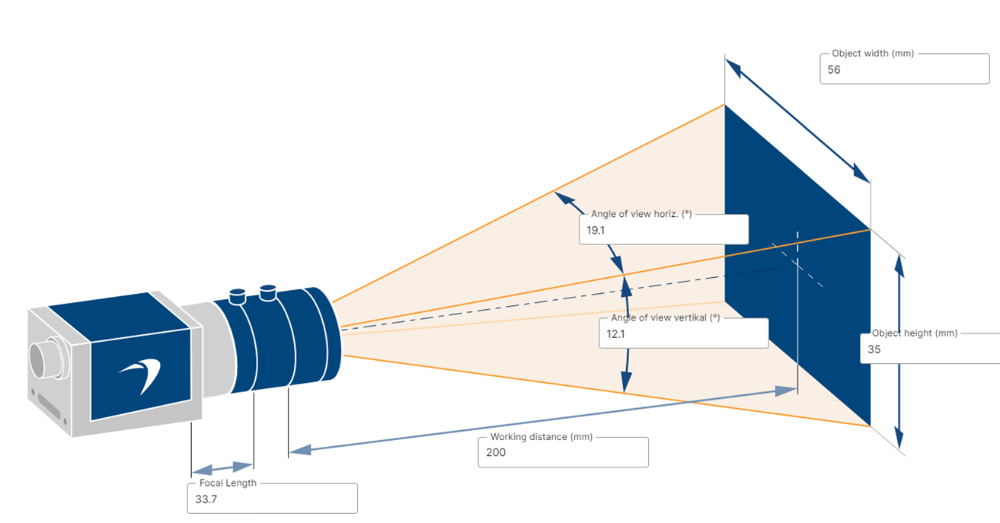 Object width (mm)
56
Angle of view horiz. (°)
19.1
Angle of view vertikal (°)
12.1
Object height (mm)
35
Working distance (mm)
200
Focal Length
33.7